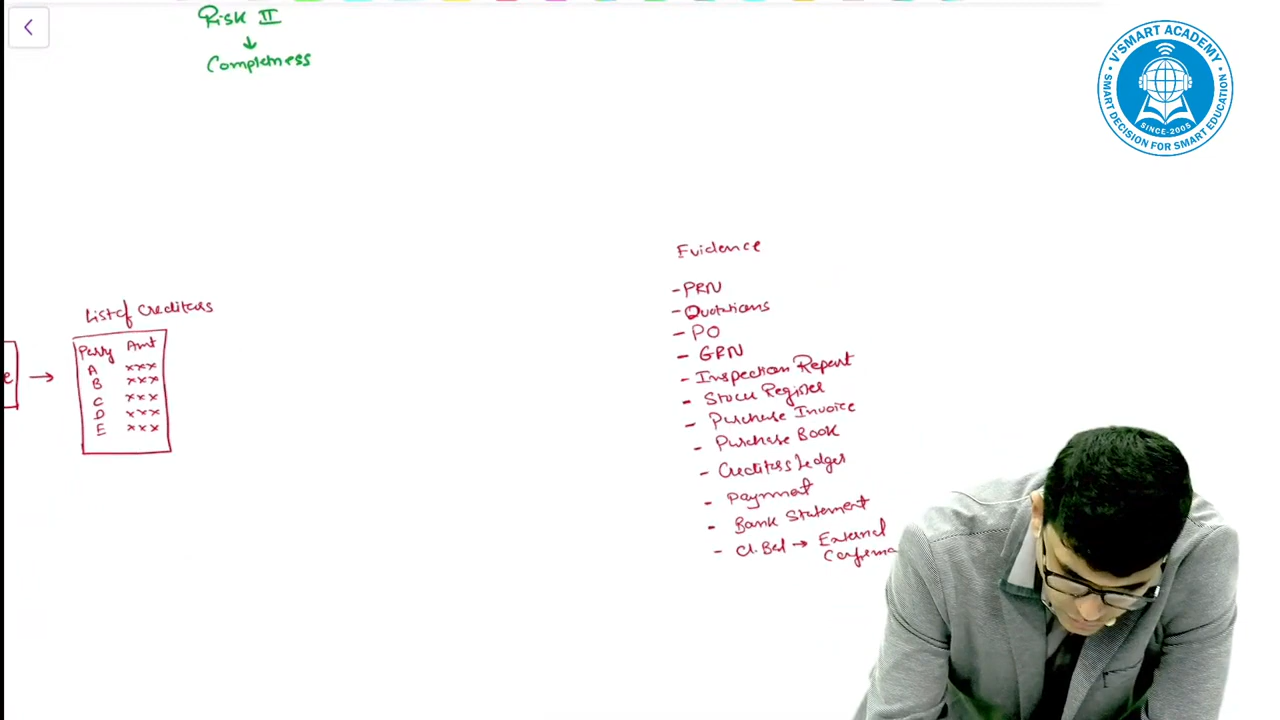 Risk II
↓
Completness
V'SMART ACADEMY
SMART DECISION FOR SMART EDUCATION
SINCE-2005
Evidence
- PRN
- Quotations
- PO
- GRN
- Inspection Report
- Stock Register
- Purchase Invoice
- Purchase Book
- Creditors Ledger
- Payment
- Bank Statement
- Cl. Bal → External
Confirma
List of Creditors
Party Amt
A xxx
B xxx
C xxx
D xxx
E xxx
e →